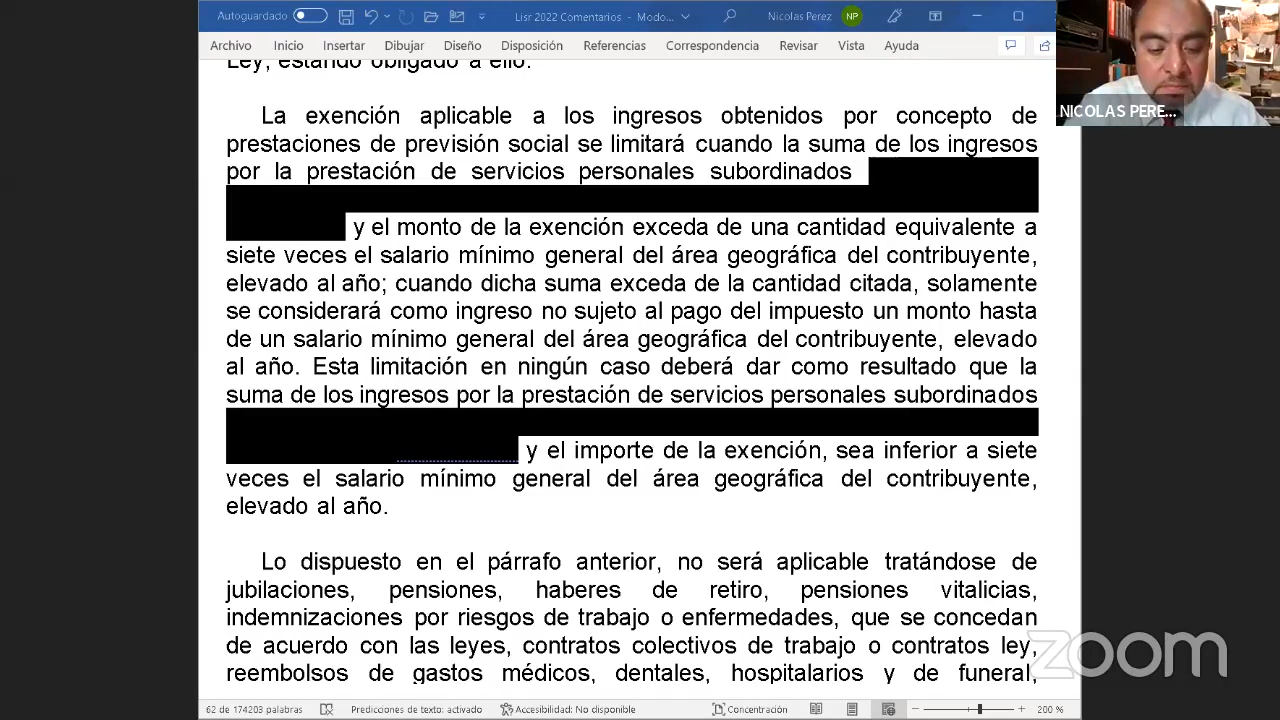 Autoguardado
Lisr 2022 Comentarios - Modo...
Nicolas Perez
NP
Archivo Inicio Insertar Dibujar Diseño Disposición Referencias Correspondencia Revisar Vista Ayuda
Ley, estando obligado a ello.
La exención aplicable a los ingresos obtenidos por concepto de
prestaciones de previsión social se limitará cuando la suma de los ingresos
por la prestación de servicios personales subordinados
y el monto de la exención exceda de una cantidad equivalente a
siete veces el salario mínimo general del área geográfica del contribuyente,
elevado al año; cuando dicha suma exceda de la cantidad citada, solamente
se considerará como ingreso no sujeto al pago del impuesto un monto hasta
de un salario mínimo general del área geográfica del contribuyente, elevado
al año. Esta limitación en ningún caso deberá dar como resultado que la
suma de los ingresos por la prestación de servicios personales subordinados
y el importe de la exención, sea inferior a siete
veces el salario mínimo general del área geográfica del contribuyente,
elevado al año.
Lo dispuesto en el párrafo anterior, no será aplicable tratándose de
jubilaciones, pensiones, haberes de retiro, pensiones vitalicias,
indemnizaciones por riesgos de trabajo o enfermedades, que se concedan
de acuerdo con las leyes, contratos colectivos de trabajo o contratos ley,
reembolsos de gastos médicos, dentales, hospitalarios y de funeral,
62 de 174203 palabras
Predicciones de texto: activado
Accesibilidad: No disponible
Concentración
200 %
NICOLAS PERE...
zoom